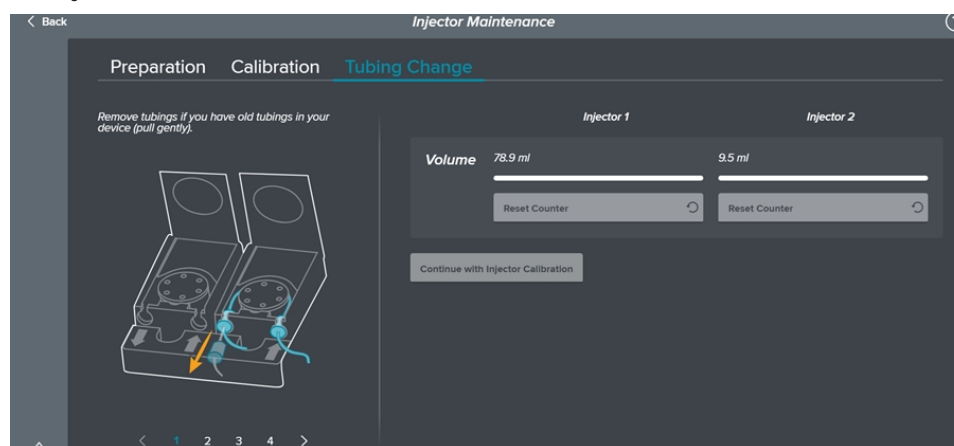 Back
Injector Maintenance
Preparation
Calibration
Tubing Change
Remove tubings if you have old tubings in your
device (pull gently).
Injector 1
Injector 2
Volume
78.9 ml
9.5 ml
Reset Counter
Reset Counter
Continue with Injector Calibration
1 2 3 4